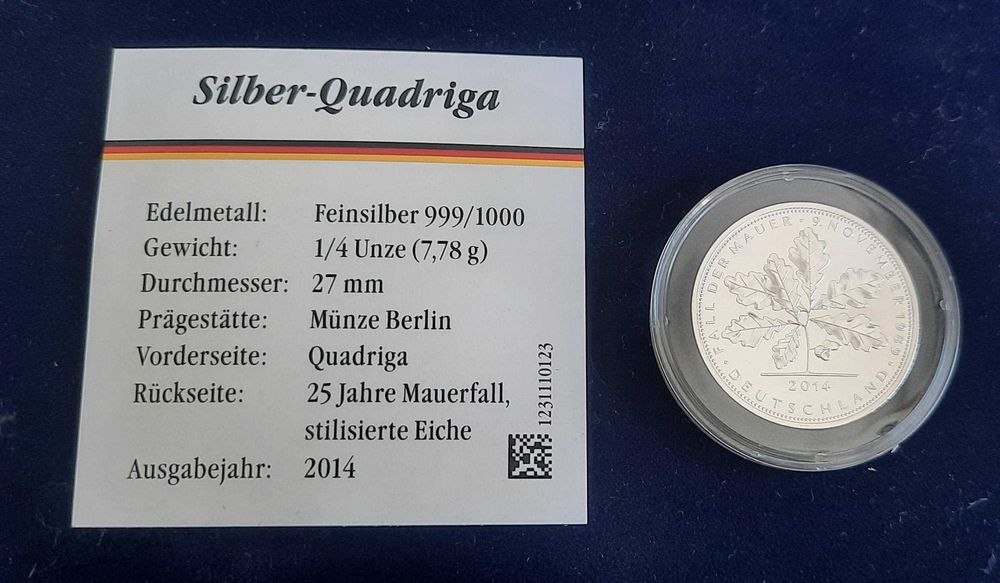 Silber-Quadriga
Edelmetall: Feinsilber 999/1000
Gewicht: 1/4 Unze (7,78 g)
Durchmesser: 27 mm
Prägestätte: Münze Berlin
Vorderseite: Quadriga
Rückseite: 25 Jahre Mauerfall,
stilisierte Eiche
Ausgabejahr: 2014
1231110123
FALL DER MAUER · 9. NOVEMBER 1989 ·
2014
DEUTSCHLAND